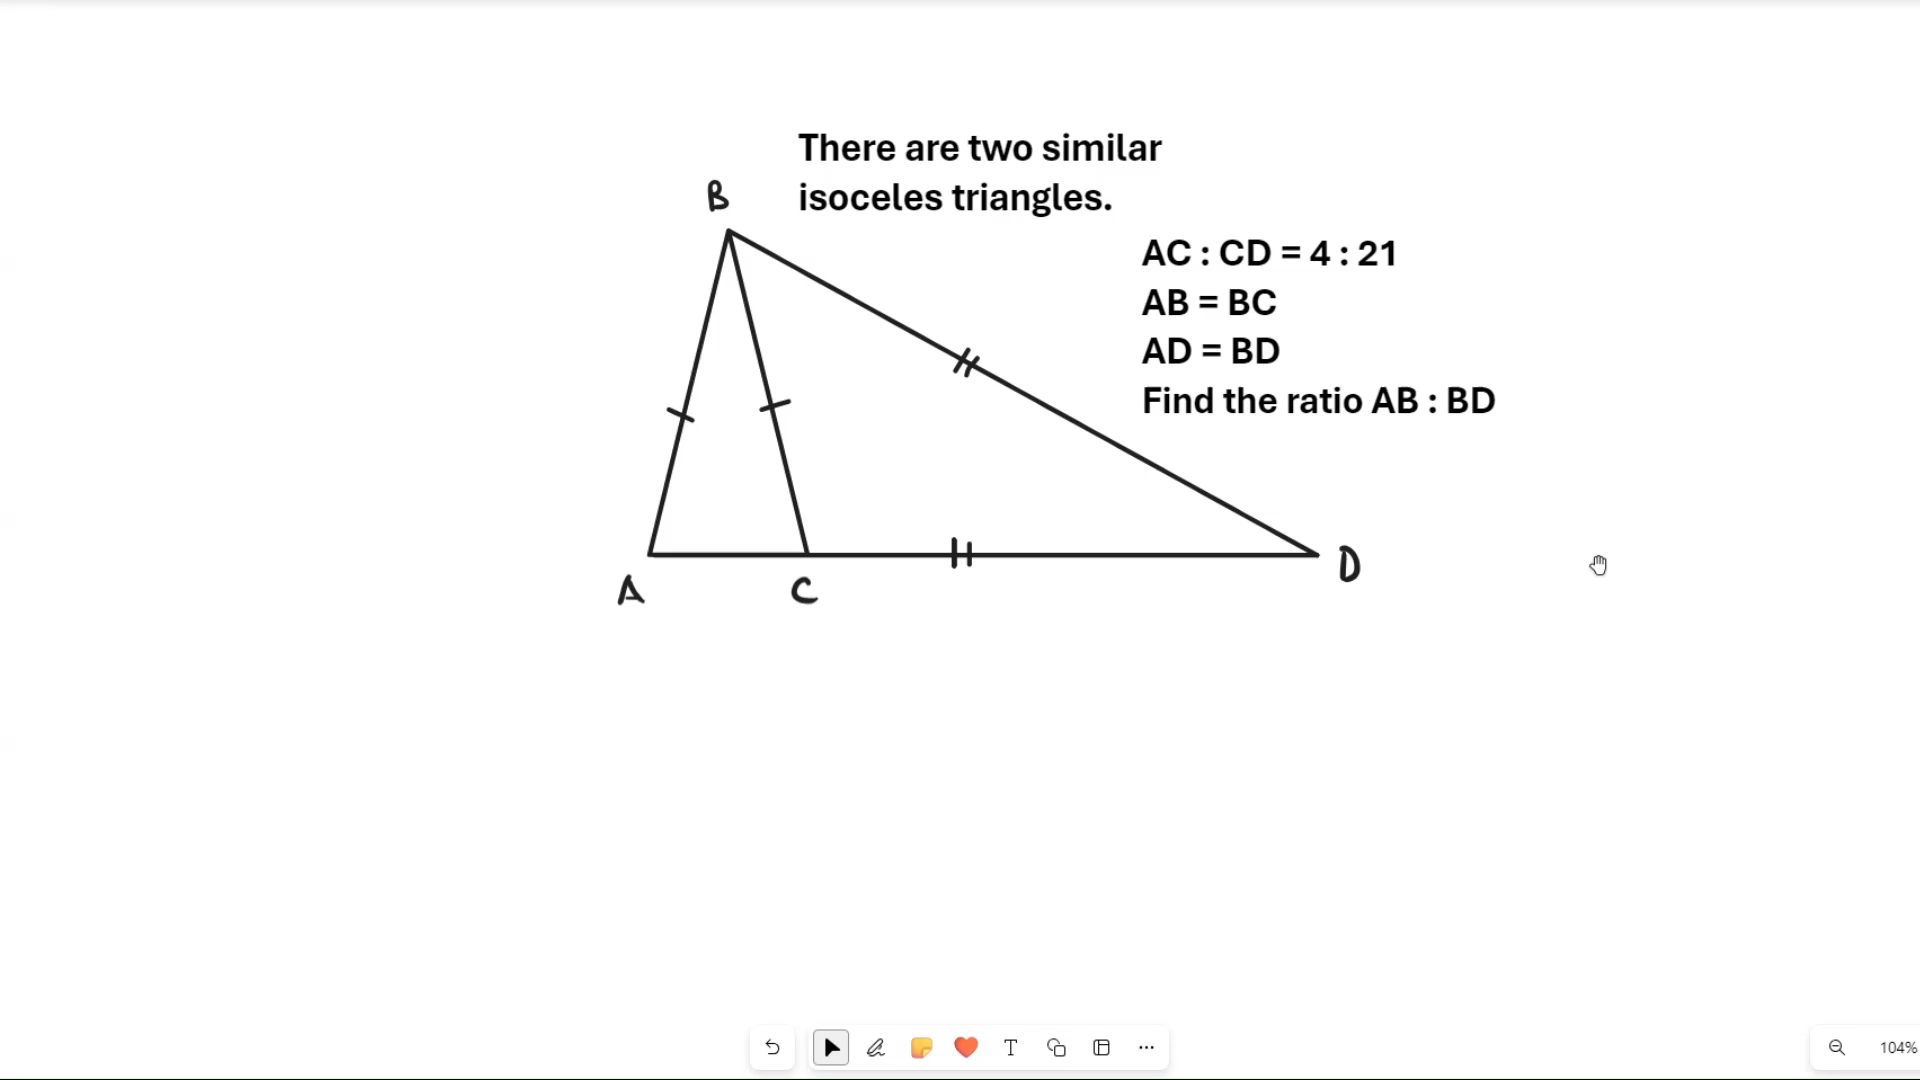 There are two similar
isoceles triangles.
B
AC : CD = 4 : 21
AB = BC
AD = BD
Find the ratio AB : BD
A
C
D
T
104%